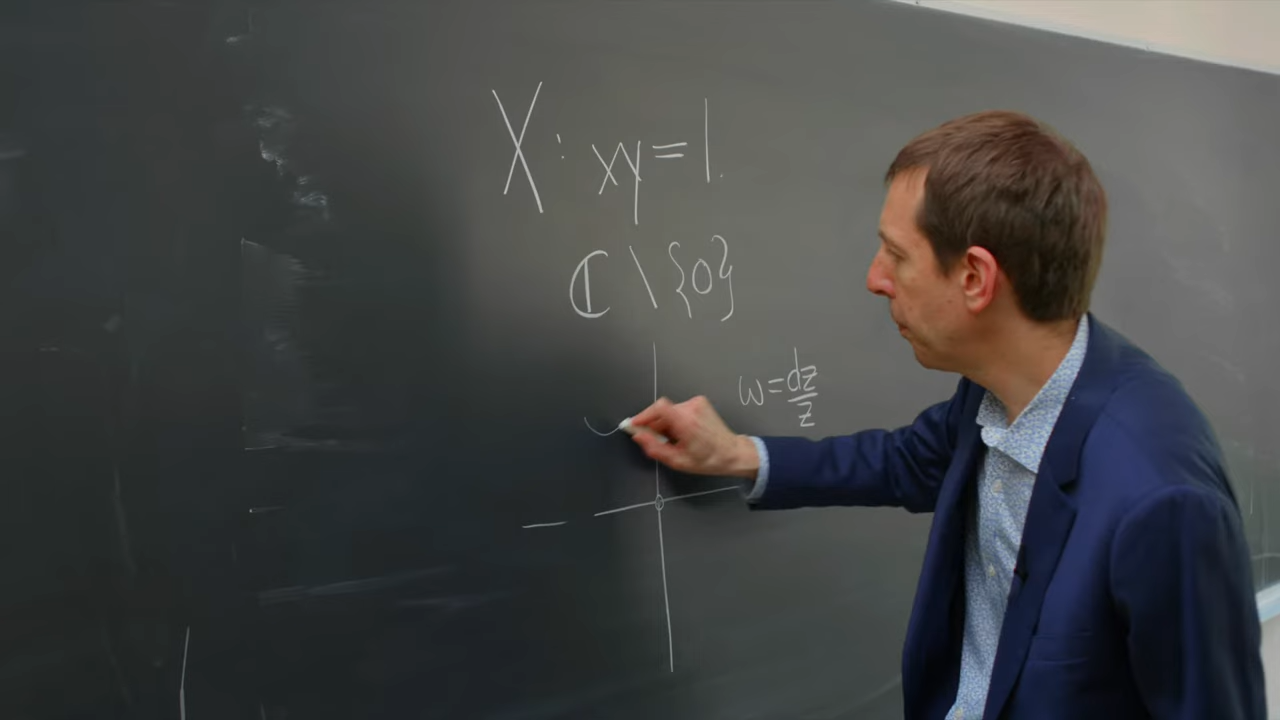 X: xy=1.
ℂ \ {0}
ω = dz/z